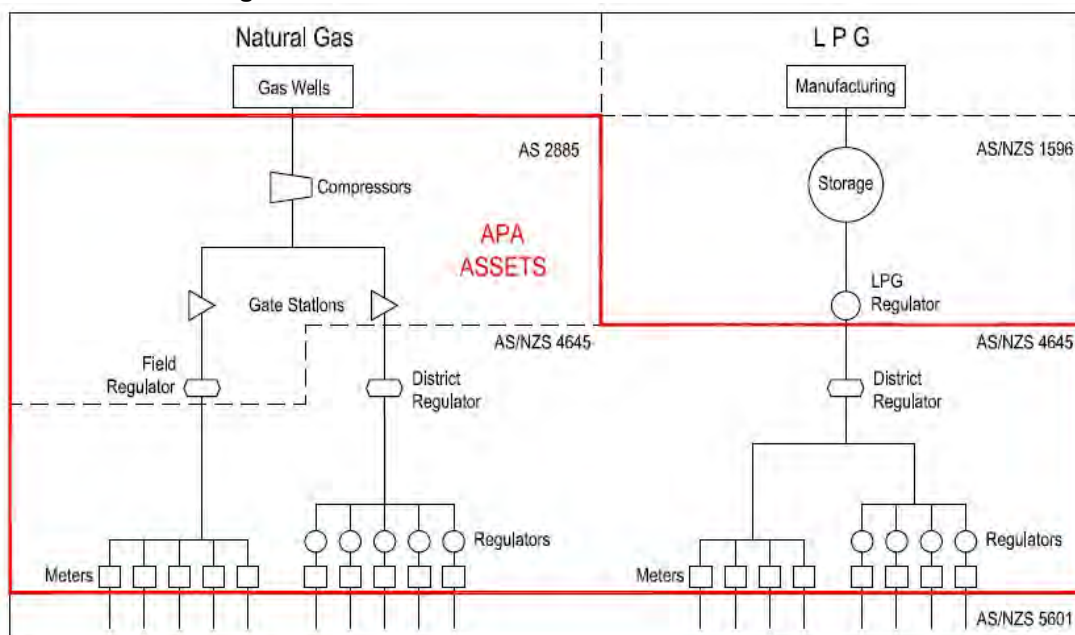 Natural Gas
L P G
Gas Wells
Manufacturing
AS 2885
AS/NZS 1596
Compressors
Storage
APA
ASSETS
LPG
Regulator
Gate Stations
AS/NZS 4645
AS/NZS 4645
Field
Regulator
District
Regulator
District
Regulator
Regulators
Regulators
Meters
Meters
AS/NZS 5601